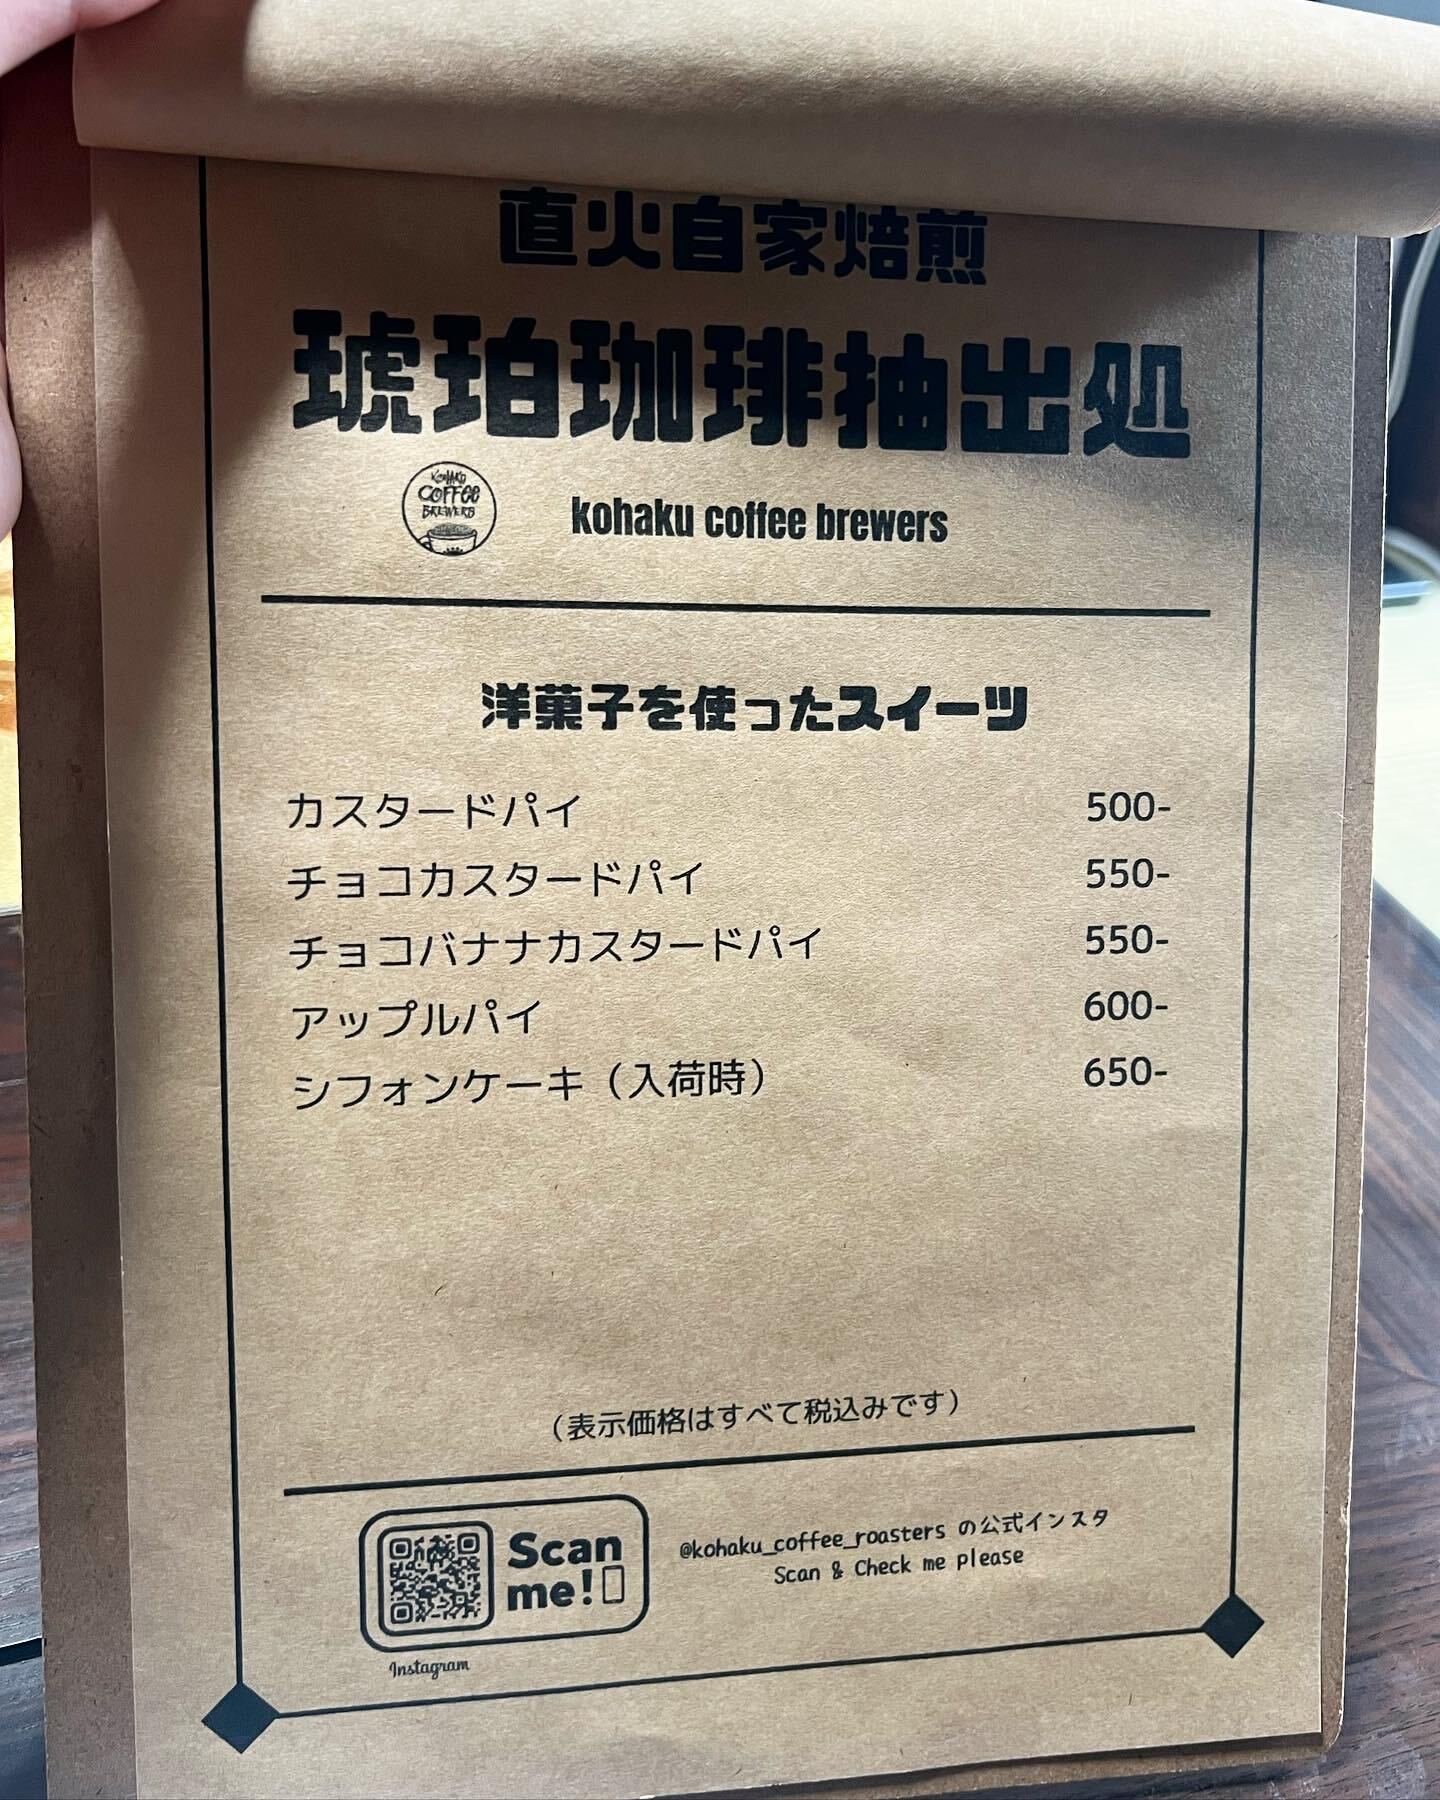 直火自家焙煎
琥珀珈琲抽出処
KOHAKU
COFFEE
BREWERS
kohaku coffee brewers
洋菓子を使ったスイーツ
カスタードパイ 500-
チョコカスタードパイ 550-
チョコバナナカスタードパイ 550-
アップルパイ 600-
シフォンケーキ（入荷時） 650-
（表示価格はすべて税込みです）
Scan
me!
@kohaku_coffee_roasters の公式インスタ
Scan & Check me please
Instagram